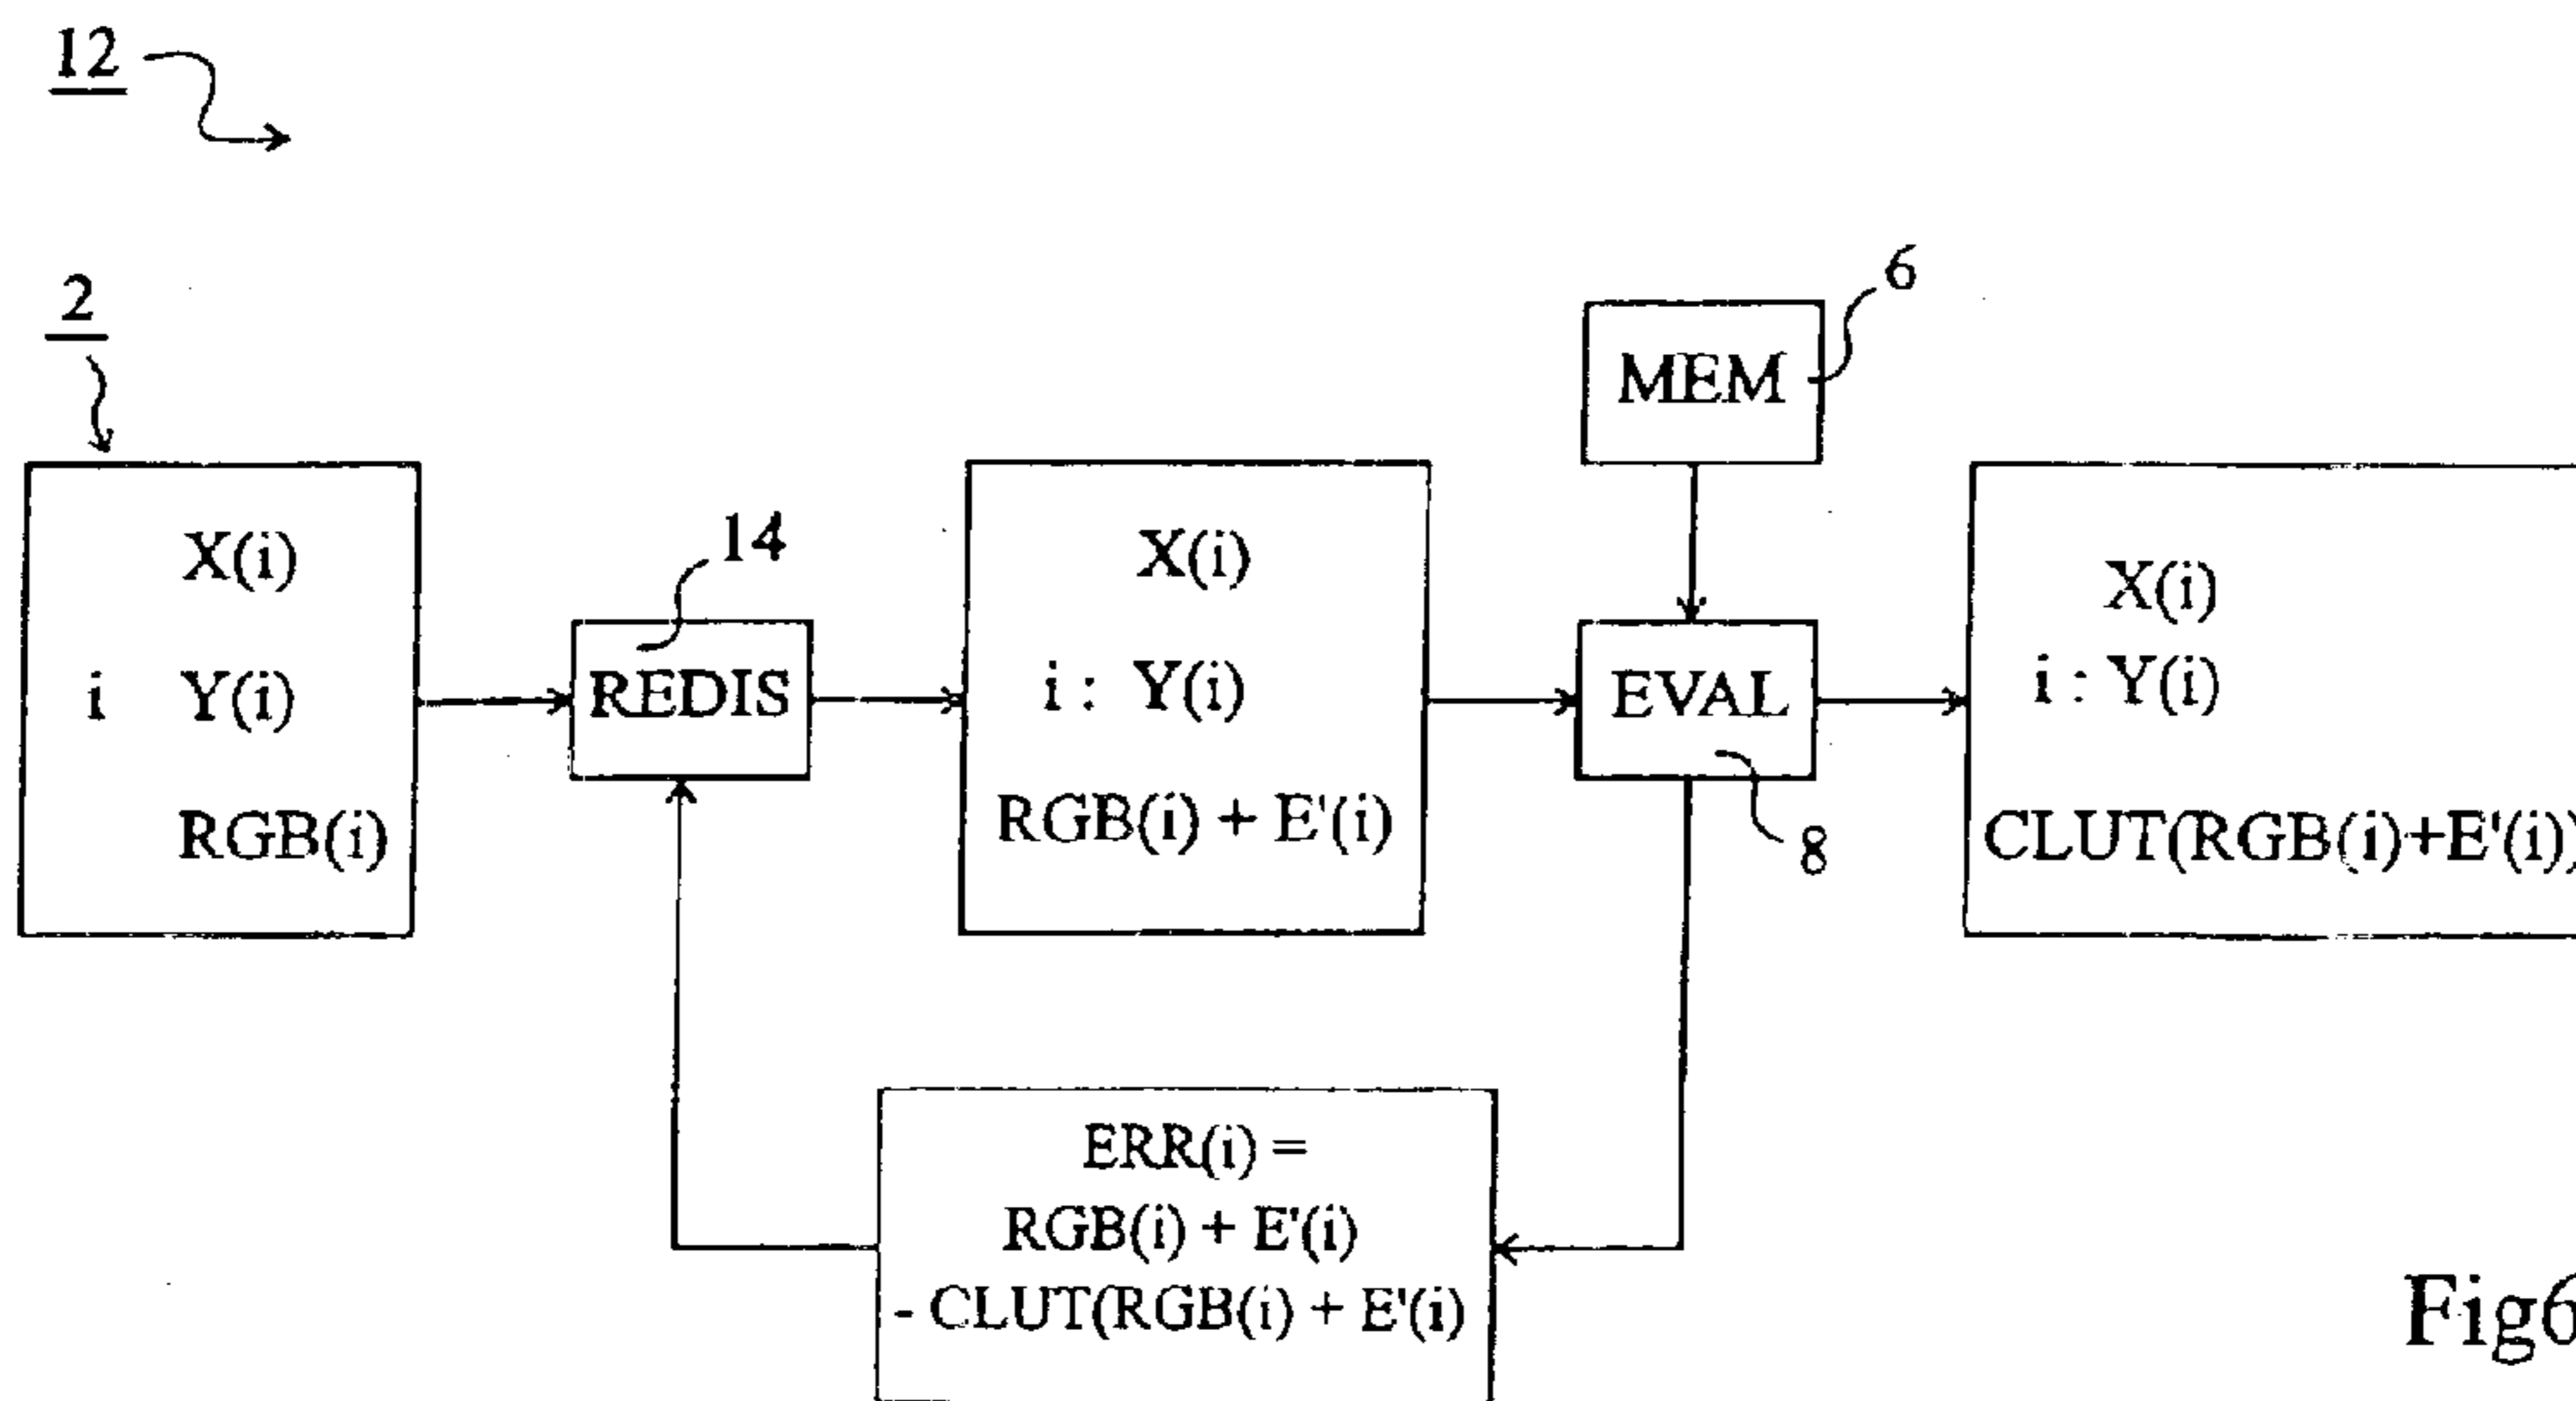 12
2
6
MEM
X(i)
i Y(i)
RGB(i)
14
REDIS
X(i)
i : Y(i)
RGB(i) + E'(i)
EVAL
8
X(i)
i : Y(i)
CLUT(RGB(i)+E'(i))
ERR(i) =
RGB(i) + E'(i)
- CLUT(RGB(i) + E'(i)
Fig6